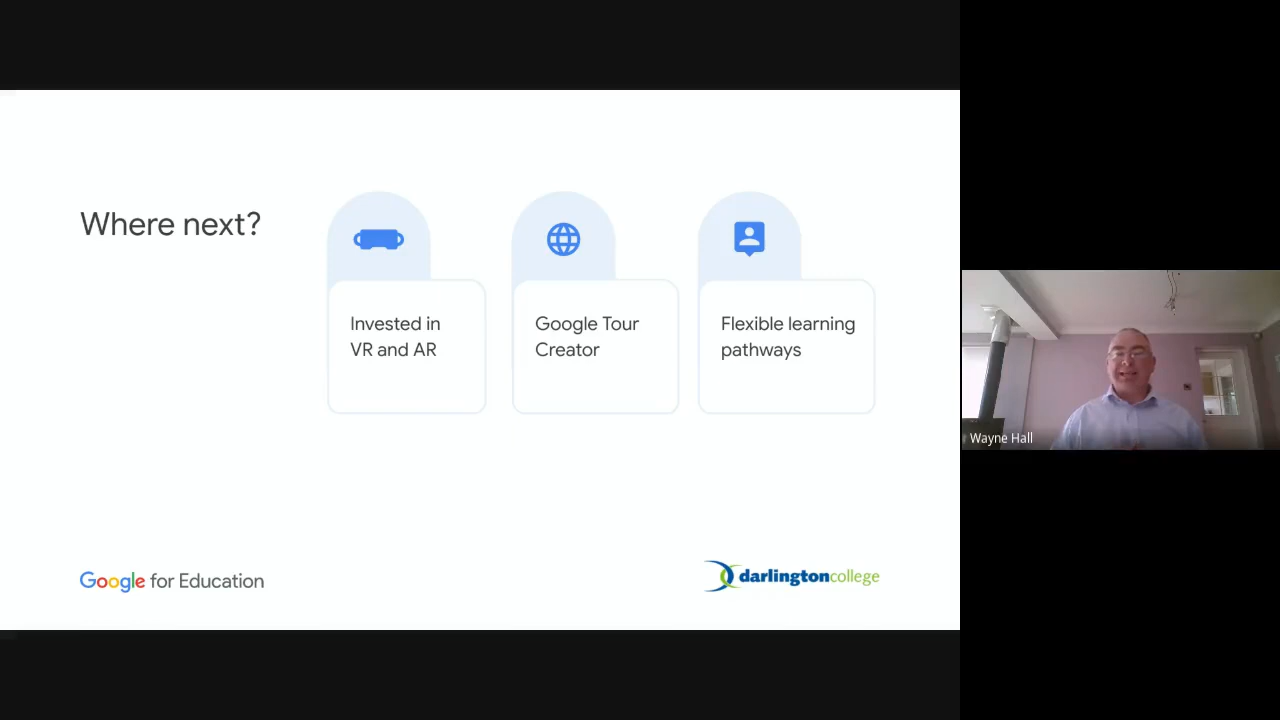 Where next?
Invested in
VR and AR
Google Tour
Creator
Flexible learning
pathways
Google for Education
darlingtoncollege
Wayne Hall